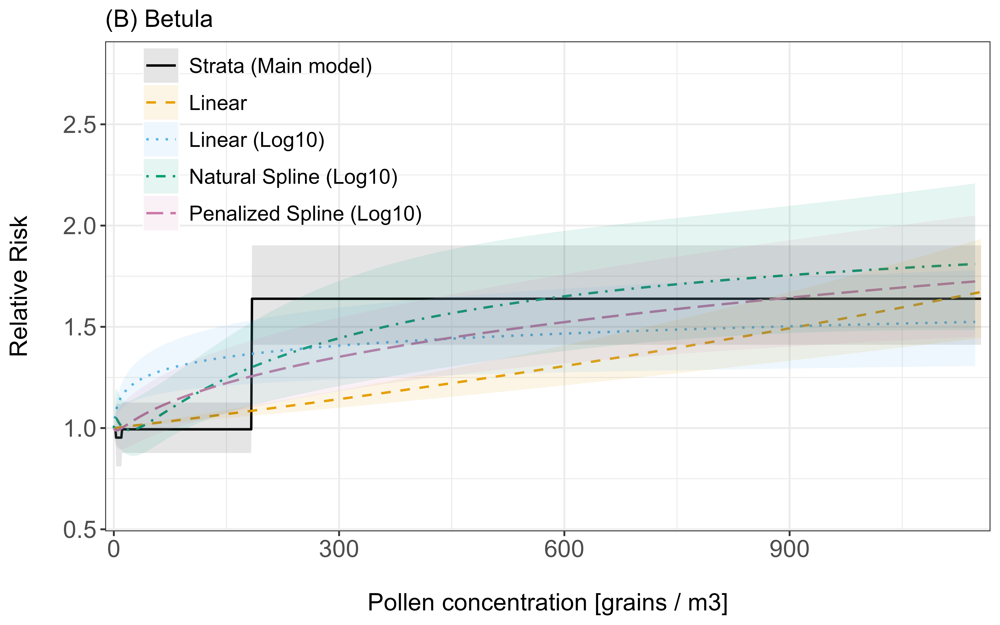 (B) Betula
Strata (Main model)
Linear
Linear (Log10)
Natural Spline (Log10)
Penalized Spline (Log10)
Relative Risk
2.5
2.0
1.5
1.0
0.5
0 300 600 900
Pollen concentration [grains / m3]